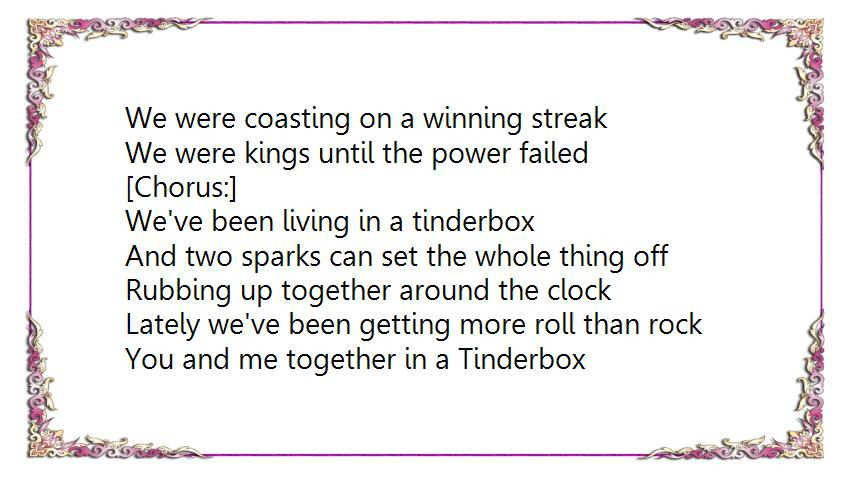 We were coasting on a winning streak
We were kings until the power failed
[Chorus:]
We've been living in a tinderbox
And two sparks can set the whole thing off
Rubbing up together around the clock
Lately we've been getting more roll than rock
You and me together in a Tinderbox